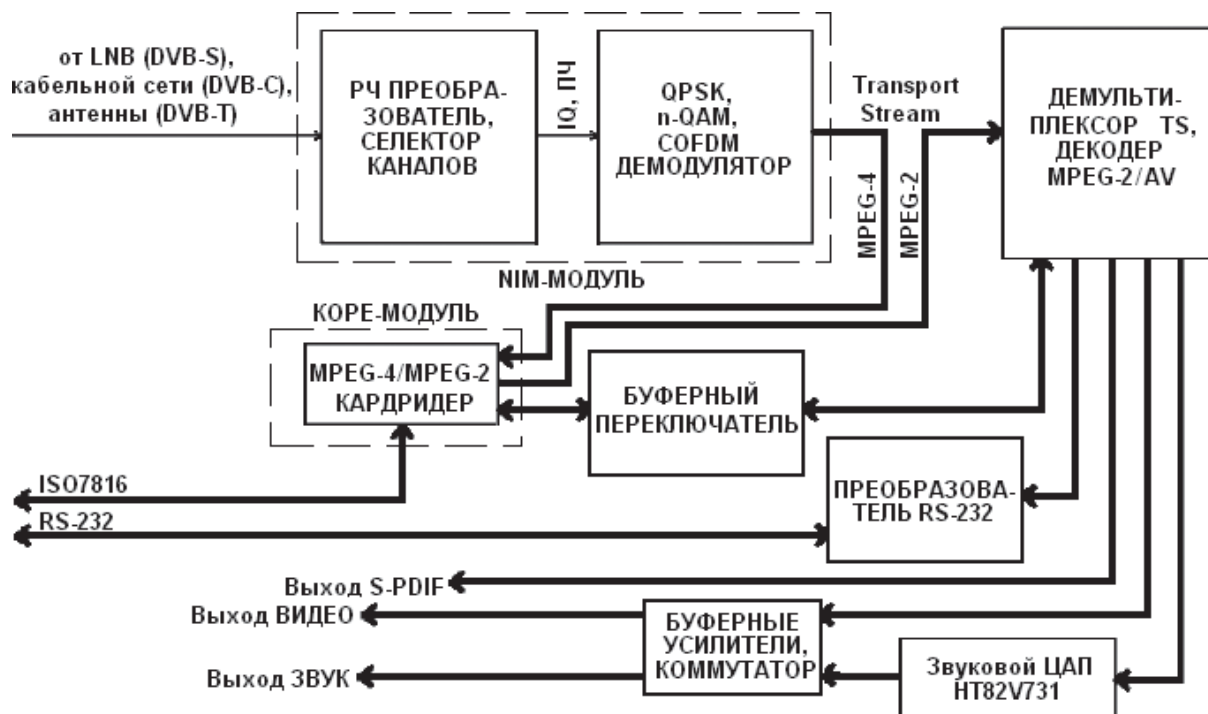 от LNB (DVB-S),
кабельной сети (DVB-C),
антенны (DVB-T)
РЧ ПРЕОБРА-
ЗОВАТЕЛЬ,
СЕЛЕКТОР
КАНАЛОВ
IQ, ПЧ
QPSK,
n-QAM,
COFDM
ДЕМОДУЛЯТОР
Transport
Stream
MPEG-4
MPEG-2
ДЕМУЛЬТИ-
ПЛЕКСОР TS,
ДЕКОДЕР
MPEG-2/AV
NIM-МОДУЛЬ
КОРЕ-МОДУЛЬ
MPEG-4/MPEG-2
КАРДРИДЕР
БУФЕРНЫЙ
ПЕРЕКЛЮЧАТЕЛЬ
ISO7816
RS-232
ПРЕОБРАЗОВА-
ТЕЛЬ RS-232
Выход S-PDIF
Выход ВИДЕО
Выход ЗВУК
БУФЕРНЫЕ
УСИЛИТЕЛИ,
КОММУТАТОР
Звуковой ЦАП
HT82V731